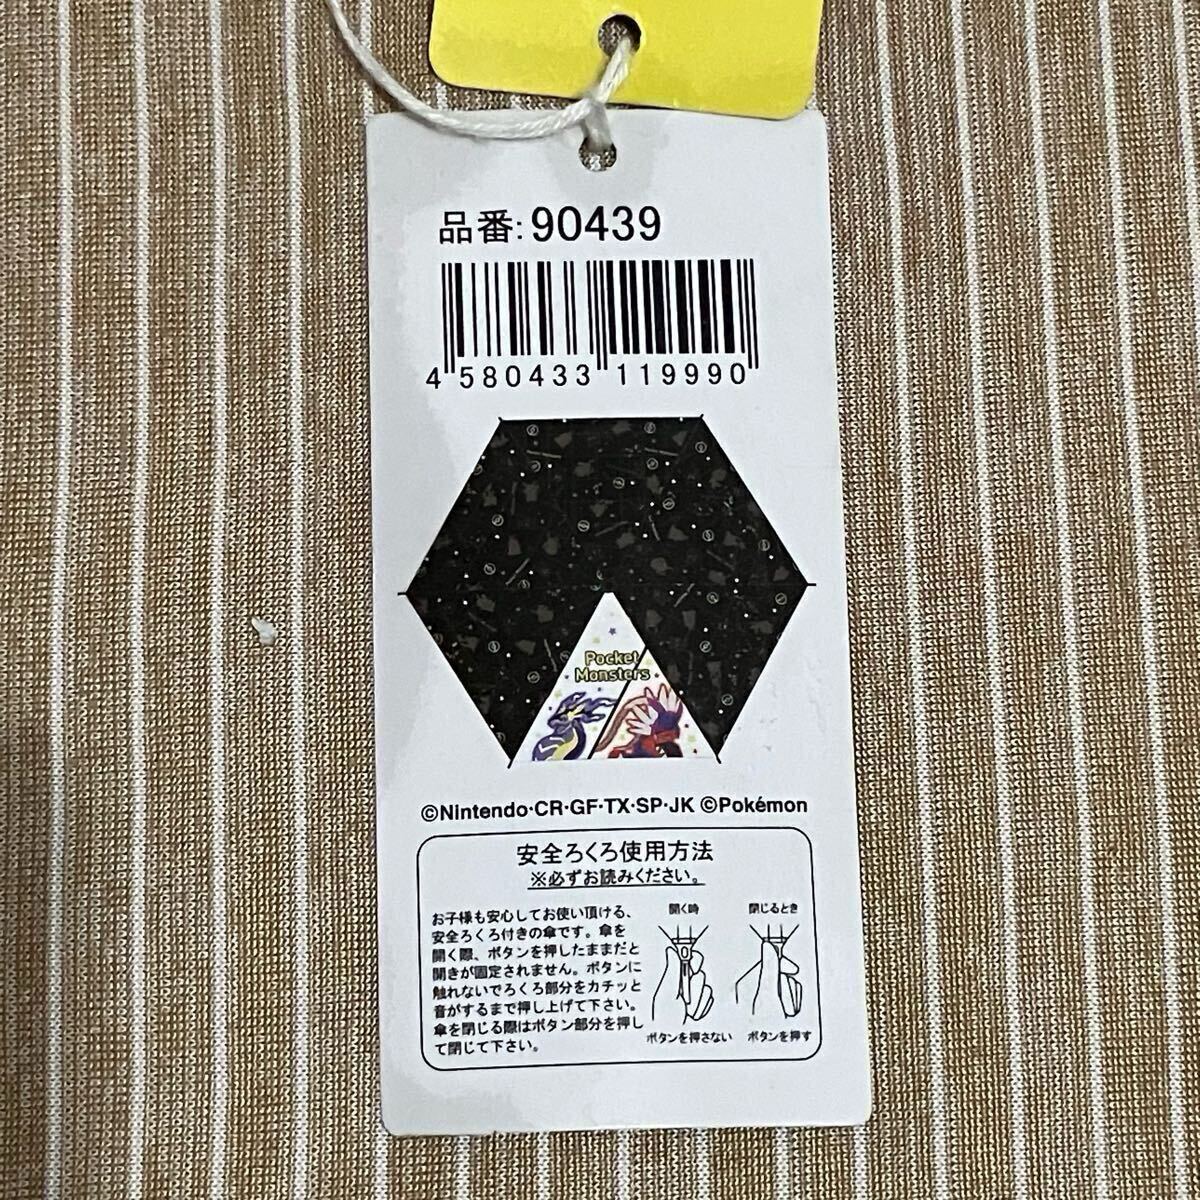 品番:90439
4 580433 119990
Pocket
Monsters
©Nintendo・CR・GF・TX・SP・JK ©Pokémon
安全ろくろ使用方法
※必ずお読みください。
お子様も安心してお使い頂ける、
安全ろくろ付きの傘です。傘を
開く際、ボタンを押したままだと
開きが固定されません。ボタンに
触れないでろくろ部分をカチッと
音がするまで押し上げて下さい。
傘を閉じる際はボタン部分を押し
て閉じて下さい。
開く時
ボタンを押さない
閉じるとき
ボタンを押す